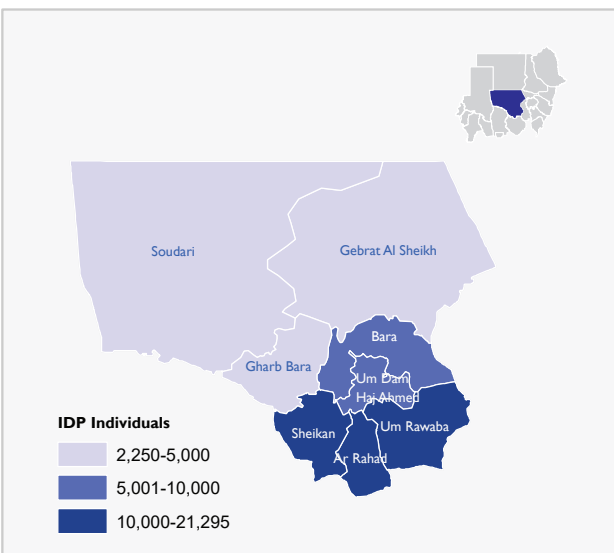 Soudari
Gebrat Al Sheikh
Bara
Gharb Bara
Um Dam
Haj Ahmed
Um Rawaba
Sheikan
Ar Rahad
IDP Individuals
2,250-5,000
5,001-10,000
10,000-21,295